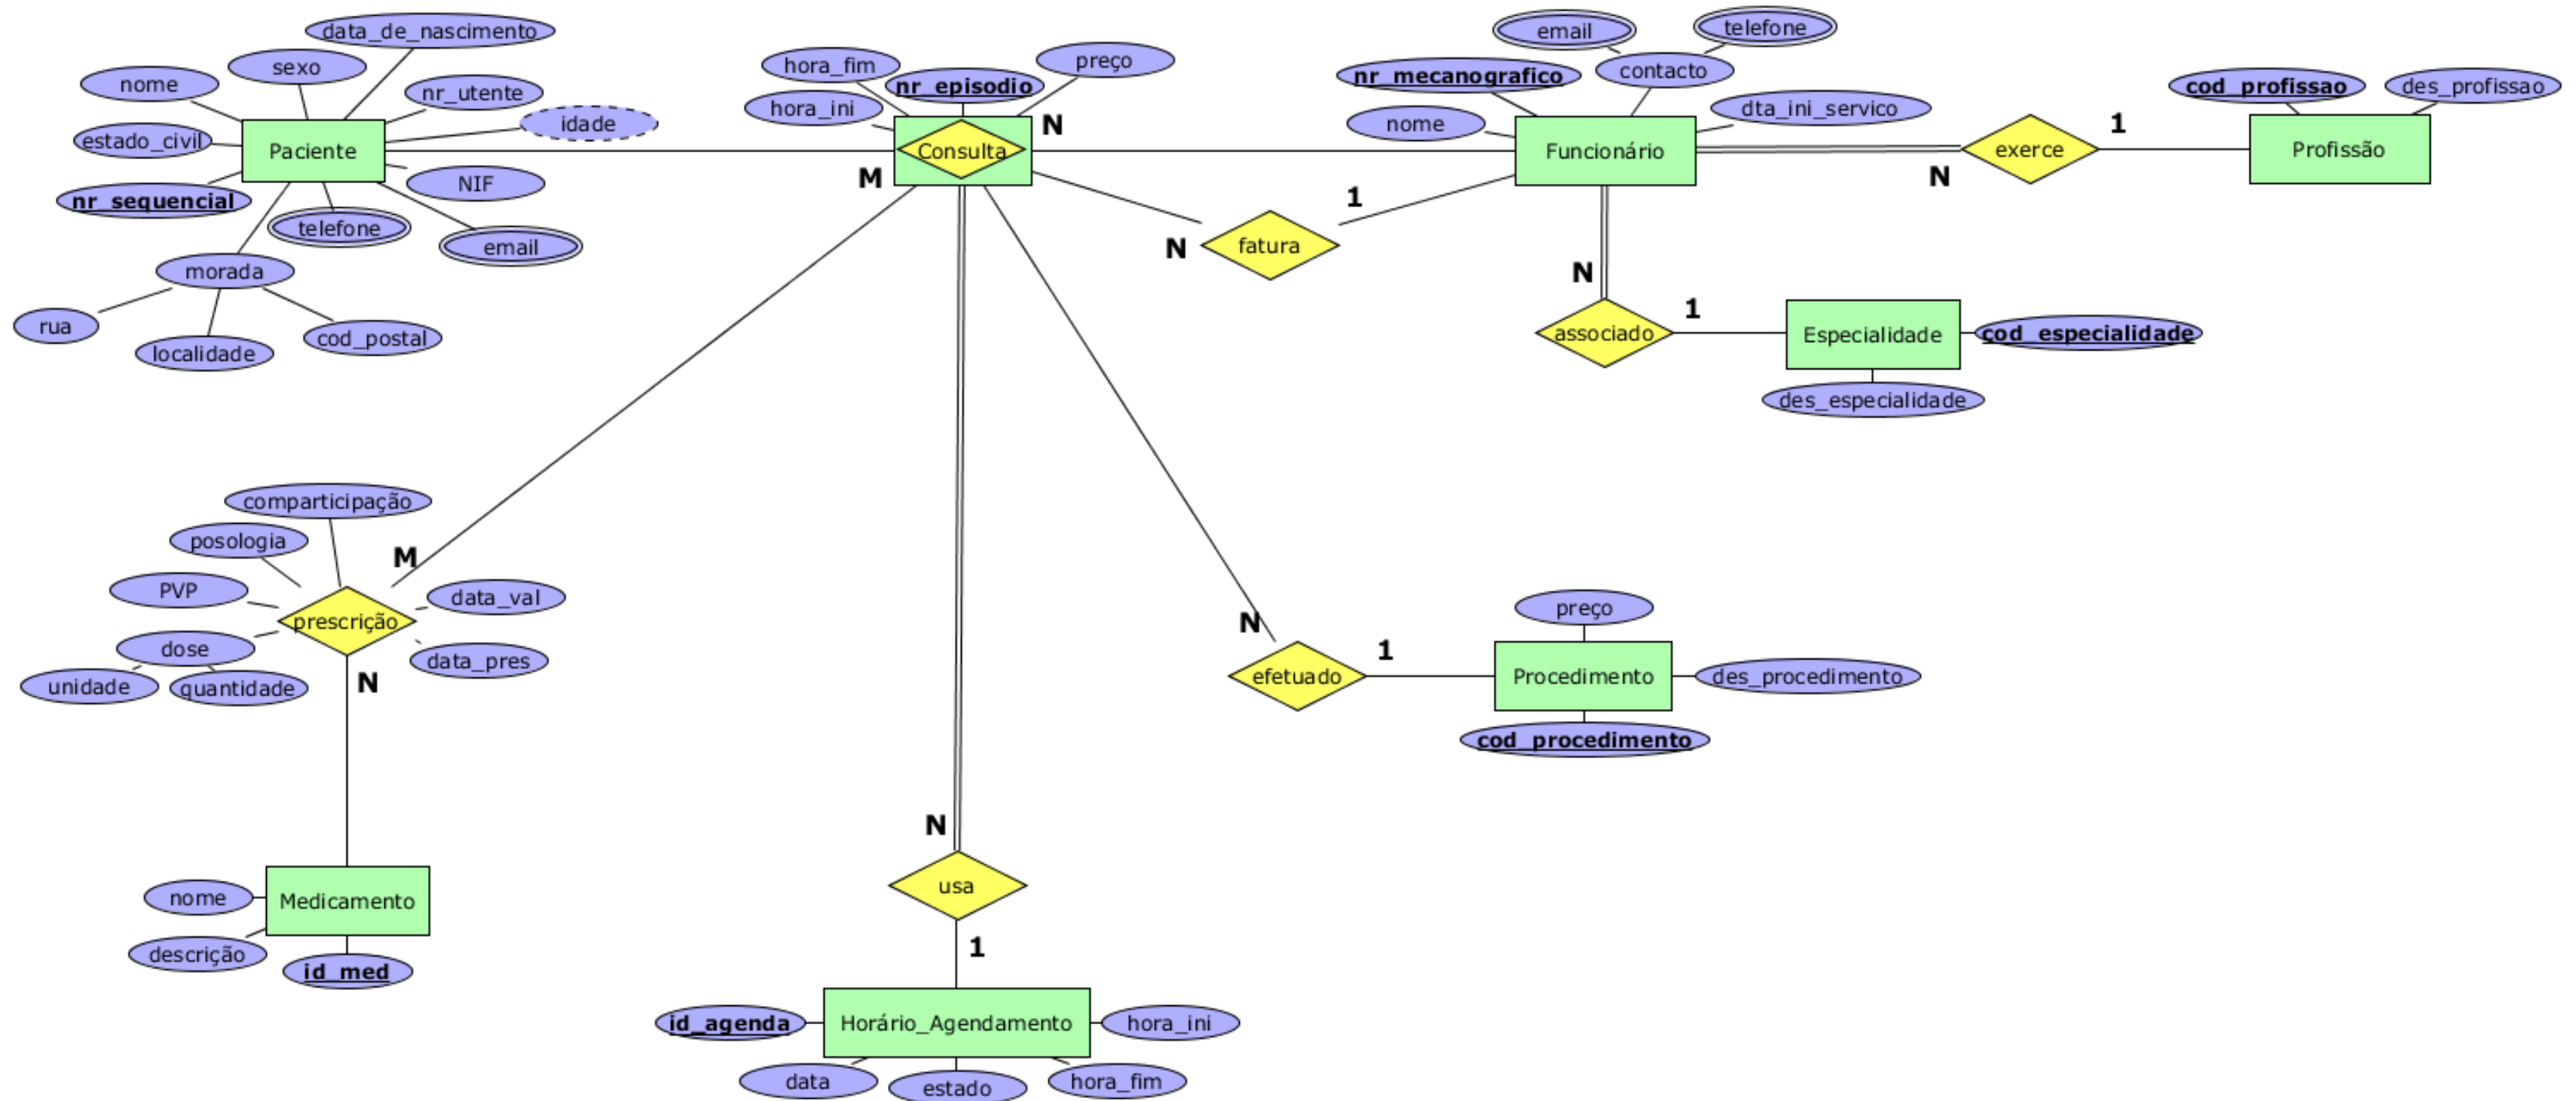 data_de_nascimento
sexo
nome
nr_utente
idade
estado_civil
Paciente
NIF
nr_sequencial
telefone
email
morada
rua
localidade
cod_postal
hora_fim
nr_episodio
preço
hora_ini
N
Consulta
M
email
telefone
nr_mecanografico
contacto
nome
dta_ini_servico
Funcionário
exerce
1
N
cod_profissao
des_profissao
Profissão
1
N
fatura
N
associado
1
Especialidade
cod_especialidade
des_especialidade
comparticipação
posologia
M
PVP
data_val
prescrição
dose
data_pres
unidade
quantidade
N
nome
Medicamento
descrição
id_med
N
efetuado
1
preço
Procedimento
des_procedimento
cod_procedimento
N
usa
1
id_agenda
Horário_Agendamento
hora_ini
data
estado
hora_fim